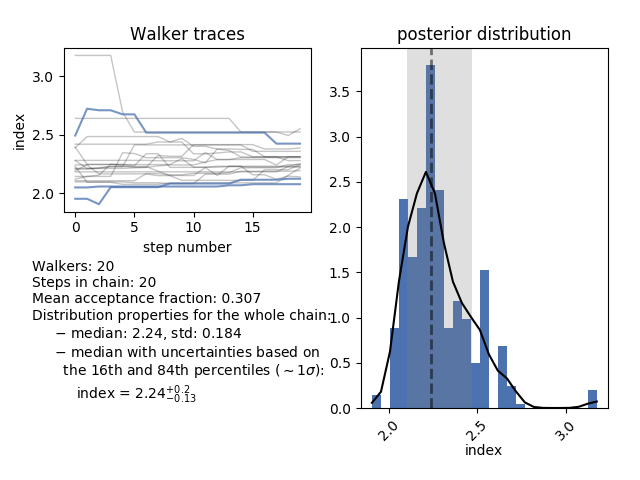 Walker traces
3.0
2.5
2.0
index
0 5 10 15
step number
Walkers: 20
Steps in chain: 20
Mean acceptance fraction: 0.307
Distribution properties for the whole chain:
− median: 2.24, std: 0.184
− median with uncertainties based on
the 16th and 84th percentiles (∼1σ):
index = 2.24$^{+0.2}_{−0.13}$
posterior distribution
3.5
3.0
2.5
2.0
1.5
1.0
0.5
0.0
2.0 2.5 3.0
index